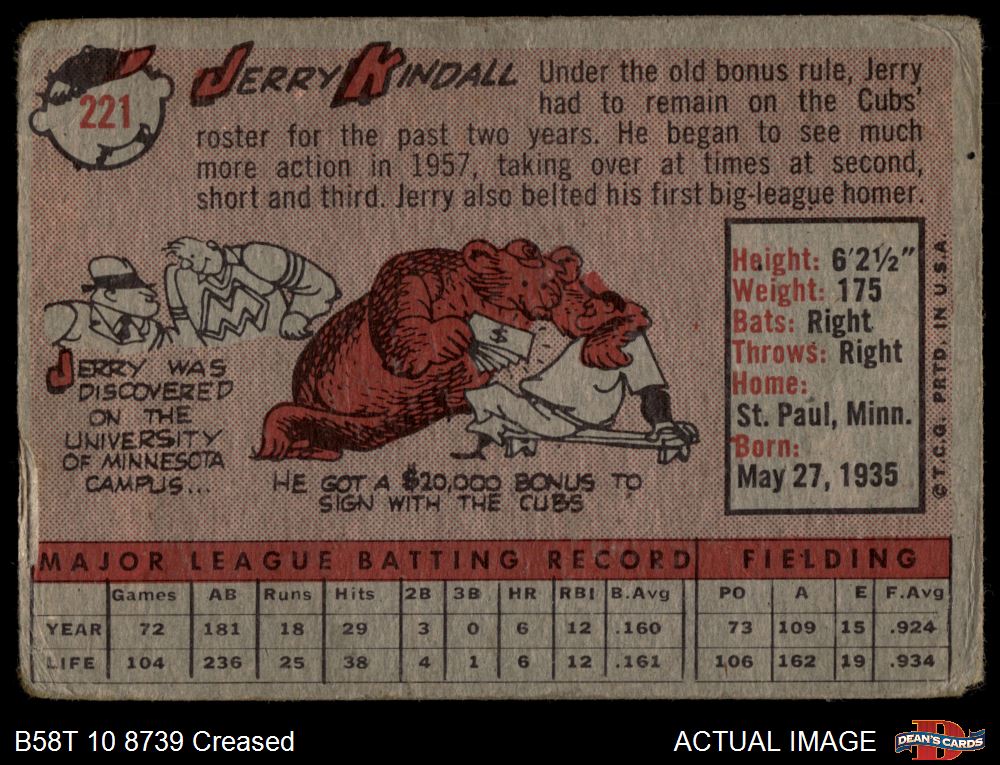 221
JERRY KINDALL
Under the old bonus rule, Jerry
had to remain on the Cubs'
roster for the past two years. He began to see much
more action in 1957, taking over at times at second,
short and third. Jerry also belted his first big-league homer.
JERRY WAS
DISCOVERED
ON THE
UNIVERSITY
OF MINNESOTA
CAMPUS...
$
HE GOT A $20,000 BONUS TO
SIGN WITH THE CUBS
Height: 6'2½"
Weight: 175
Bats: Right
Throws: Right
Home:
St. Paul, Minn.
Born:
May 27, 1935
© T.C.G. PRTD. IN U.S.A.
MAJOR LEAGUE BATTING RECORD FIELDING
Games AB Runs Hits 2B 3B HR RBI B.Avg PO A E F.Avg
YEAR 72 181 18 29 3 0 6 12 .160 73 109 15 .924
LIFE 104 236 25 38 4 1 6 12 .161 106 162 19 .934
B58T 10 8739 Creased ACTUAL IMAGE DEAN'S CARDS